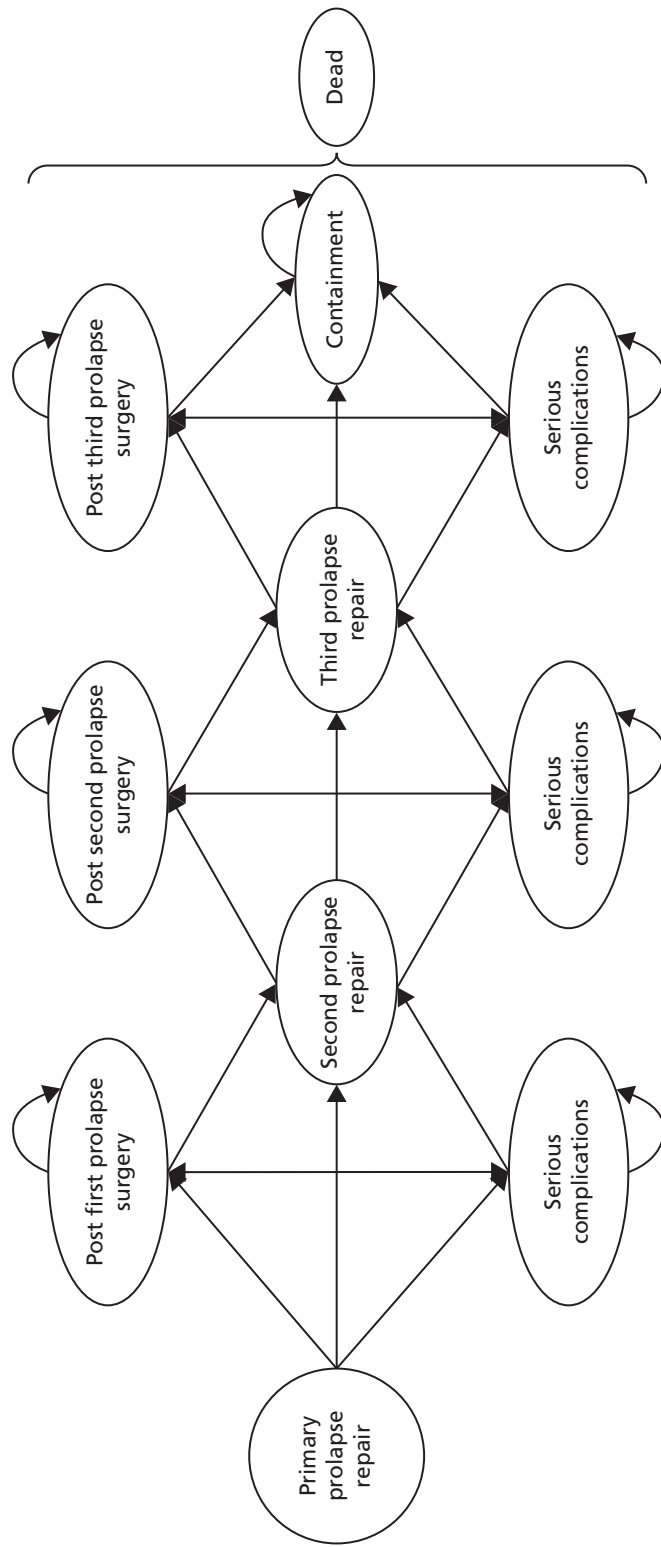 Primary
prolapse
repair
Post first prolapse
surgery
Serious
complications
Second prolapse
repair
Post second prolapse
surgery
Serious
complications
Third prolapse
repair
Post third prolapse
surgery
Serious
complications
Containment
Dead